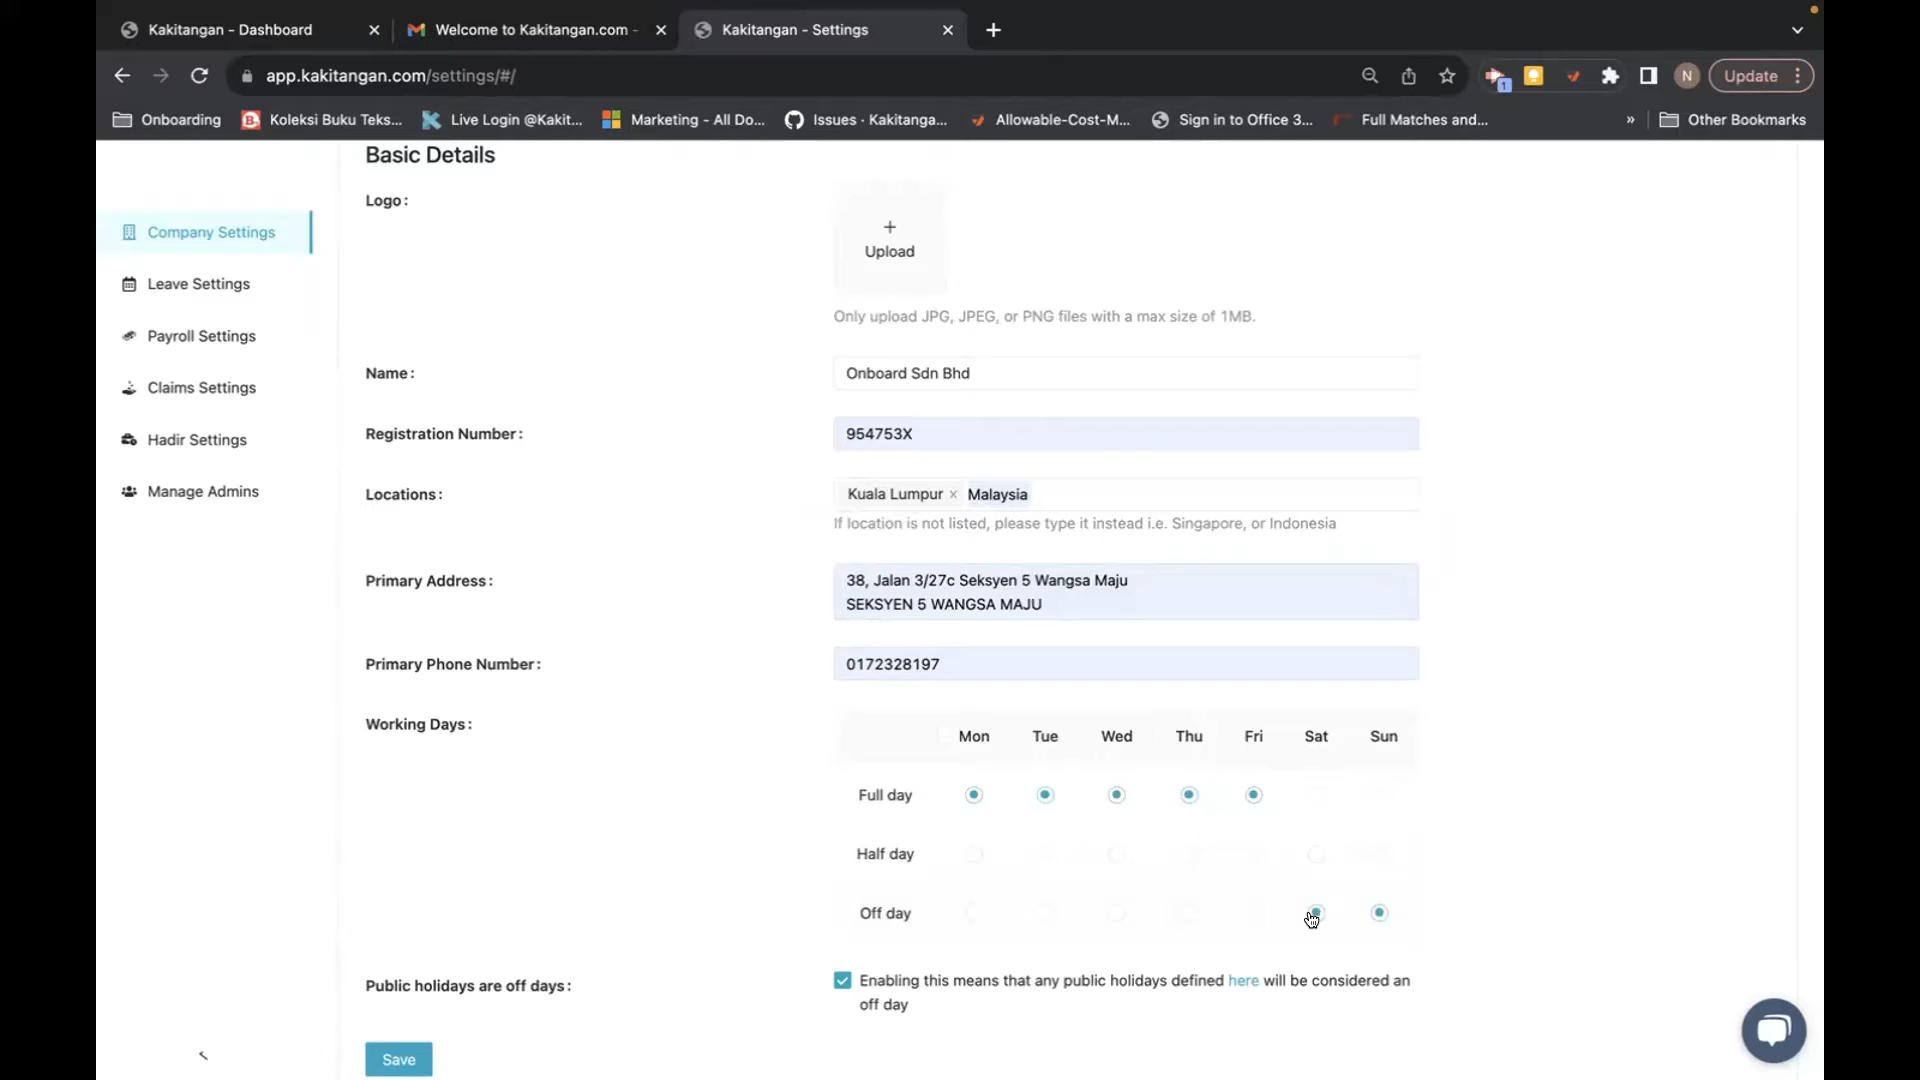 Kakitangan - Dashboard
Welcome to Kakitangan.com -
Kakitangan - Settings
app.kakitangan.com/settings/#/
1
N
Update
Onboarding
Koleksi Buku Teks...
Live Login @Kakit...
Marketing - All Do...
Issues · Kakitanga...
Allowable-Cost-M...
Sign in to Office 3...
Full Matches and...
»
Other Bookmarks
Basic Details
Company Settings
Leave Settings
Payroll Settings
Claims Settings
Hadir Settings
Manage Admins
Logo:
+
Upload
Only upload JPG, JPEG, or PNG files with a max size of 1MB.
Name: Onboard Sdn Bhd
Registration Number: 954753X
Locations: Kuala Lumpur × Malaysia
If location is not listed, please type it instead i.e. Singapore, or Indonesia
Primary Address: 38, Jalan 3/27c Seksyen 5 Wangsa Maju
SEKSYEN 5 WANGSA MAJU
Primary Phone Number: 0172328197
Working Days:
Mon Tue Wed Thu Fri Sat Sun
Full day
Half day
Off day
Public holidays are off days: Enabling this means that any public holidays defined here will be considered an
off day
Save